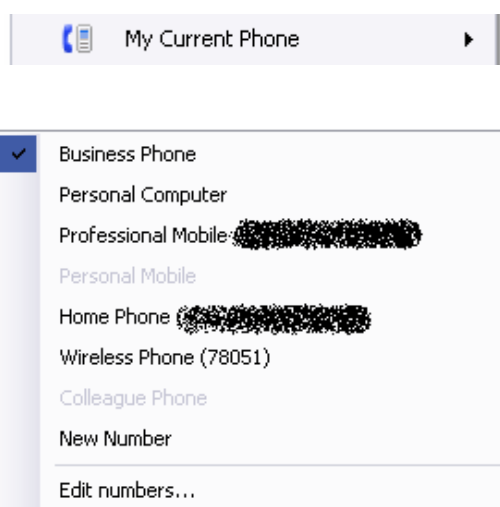 My Current Phone
Business Phone
Personal Computer
Professional Mobile
Personal Mobile
Home Phone
Wireless Phone (78051)
Colleague Phone
New Number
Edit numbers...